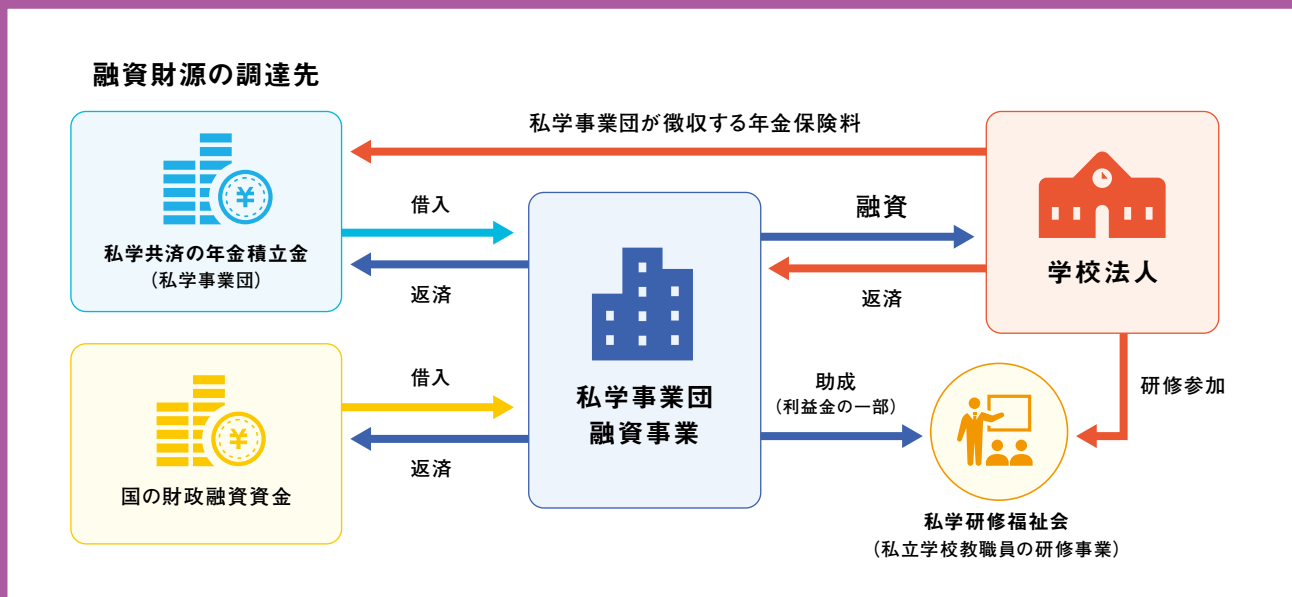 融資財源の調達先
私学事業団が徴収する年金保険料
¥
私学共済の年金積立金
（私学事業団）
借入
返済
¥
国の財政融資資金
借入
返済
私学事業団
融資事業
融資
返済
学校法人
助成
（利益金の一部）
研修参加
私学研修福祉会
（私立学校教職員の研修事業）